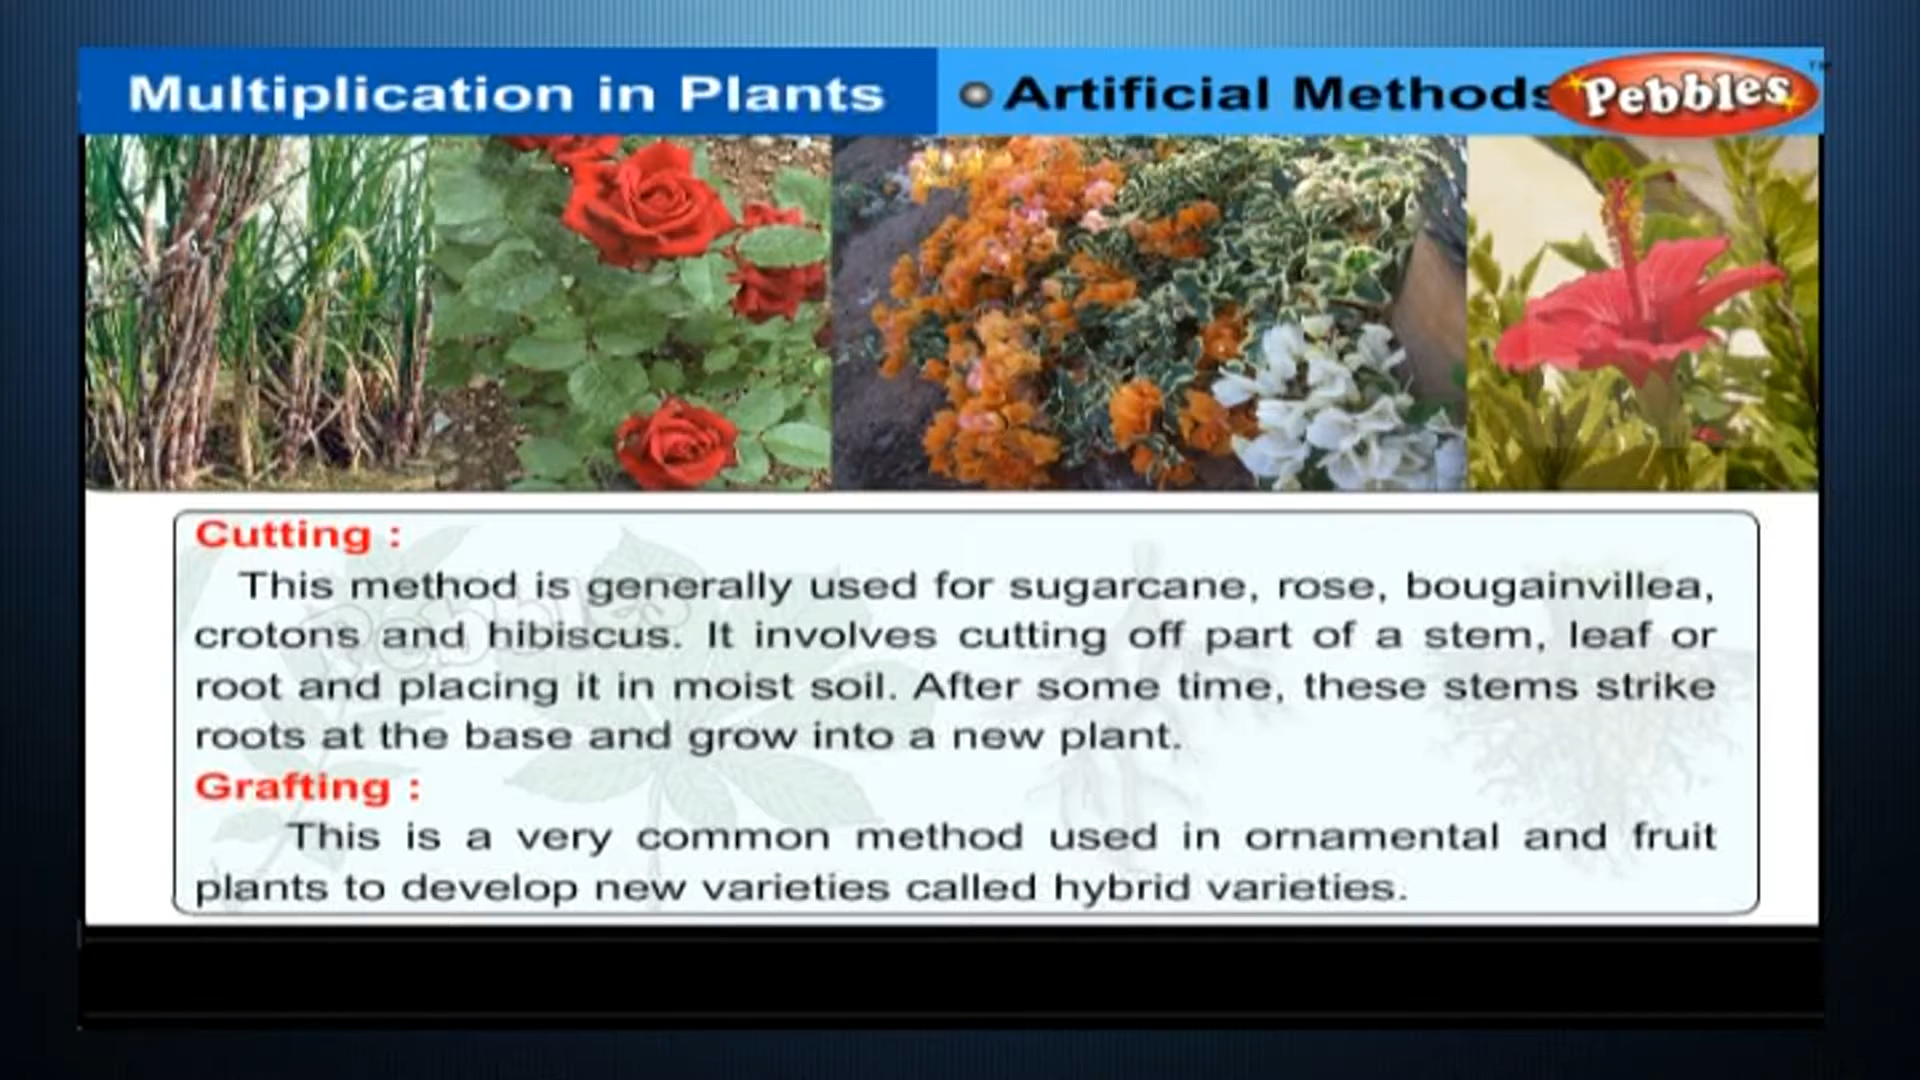 Multiplication in Plants
Artificial Methods
Pebbles™
Cutting :
This method is generally used for sugarcane, rose, bougainvillea,
crotons and hibiscus. It involves cutting off part of a stem, leaf or
root and placing it in moist soil. After some time, these stems strike
roots at the base and grow into a new plant.
Grafting :
This is a very common method used in ornamental and fruit
plants to develop new varieties called hybrid varieties.
Pebbles